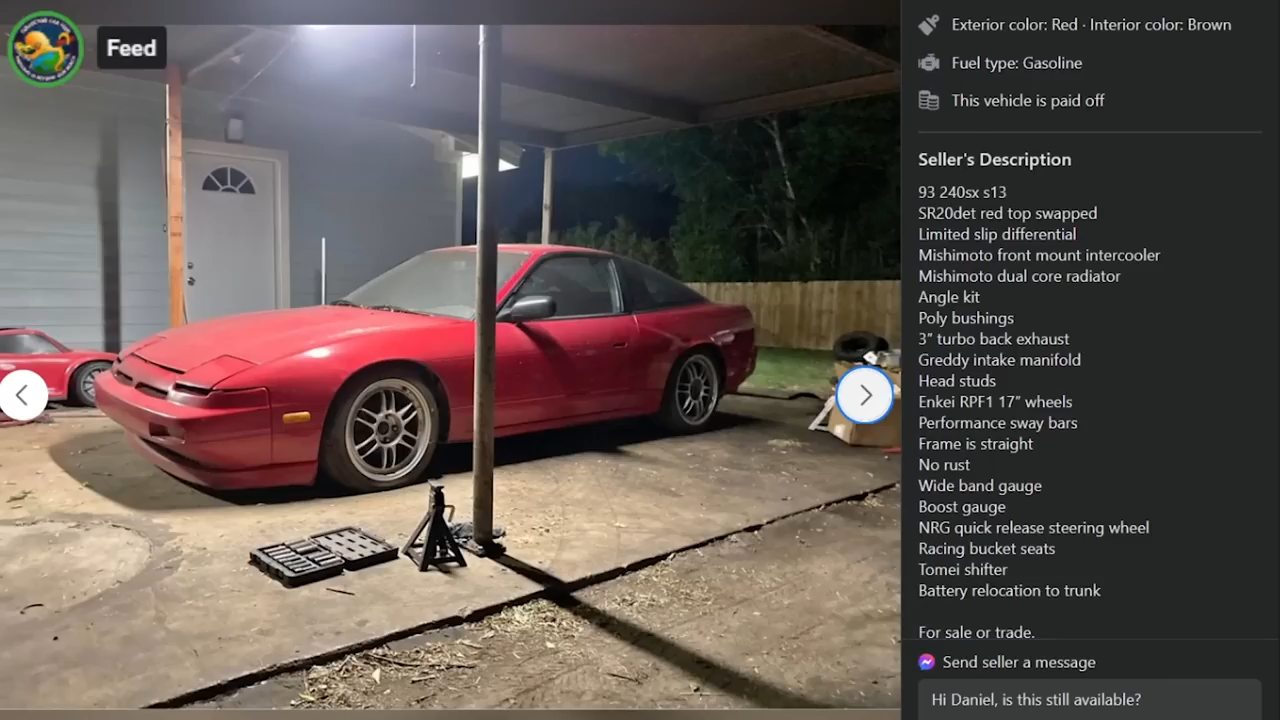 Feed
Exterior color: Red · Interior color: Brown
Fuel type: Gasoline
This vehicle is paid off
Seller's Description
93 240sx s13
SR20det red top swapped
Limited slip differential
Mishimoto front mount intercooler
Mishimoto dual core radiator
Angle kit
Poly bushings
3” turbo back exhaust
Greddy intake manifold
Head studs
Enkei RPF1 17” wheels
Performance sway bars
Frame is straight
No rust
Wide band gauge
Boost gauge
NRG quick release steering wheel
Racing bucket seats
Tomei shifter
Battery relocation to trunk
For sale or trade.
Send seller a message
Hi Daniel, is this still available?